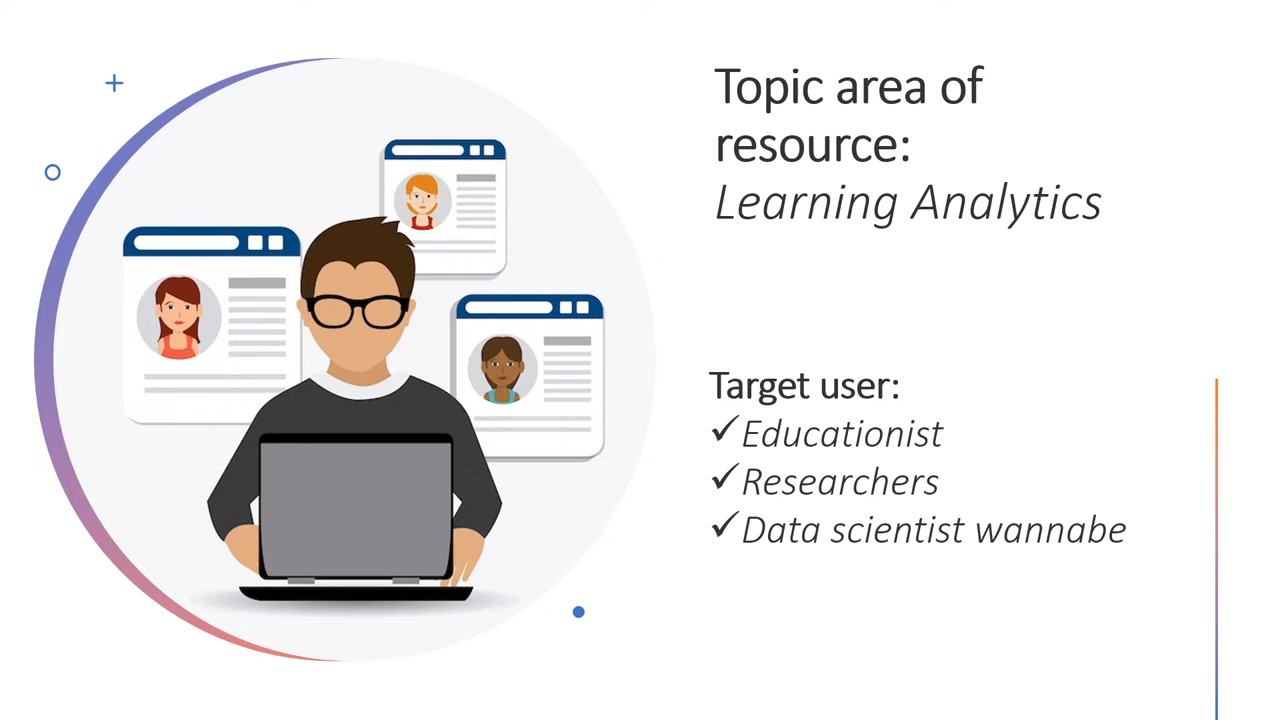 Topic area of
resource:
Learning Analytics
Target user:
✓Educationist
✓Researchers
✓Data scientist wannabe